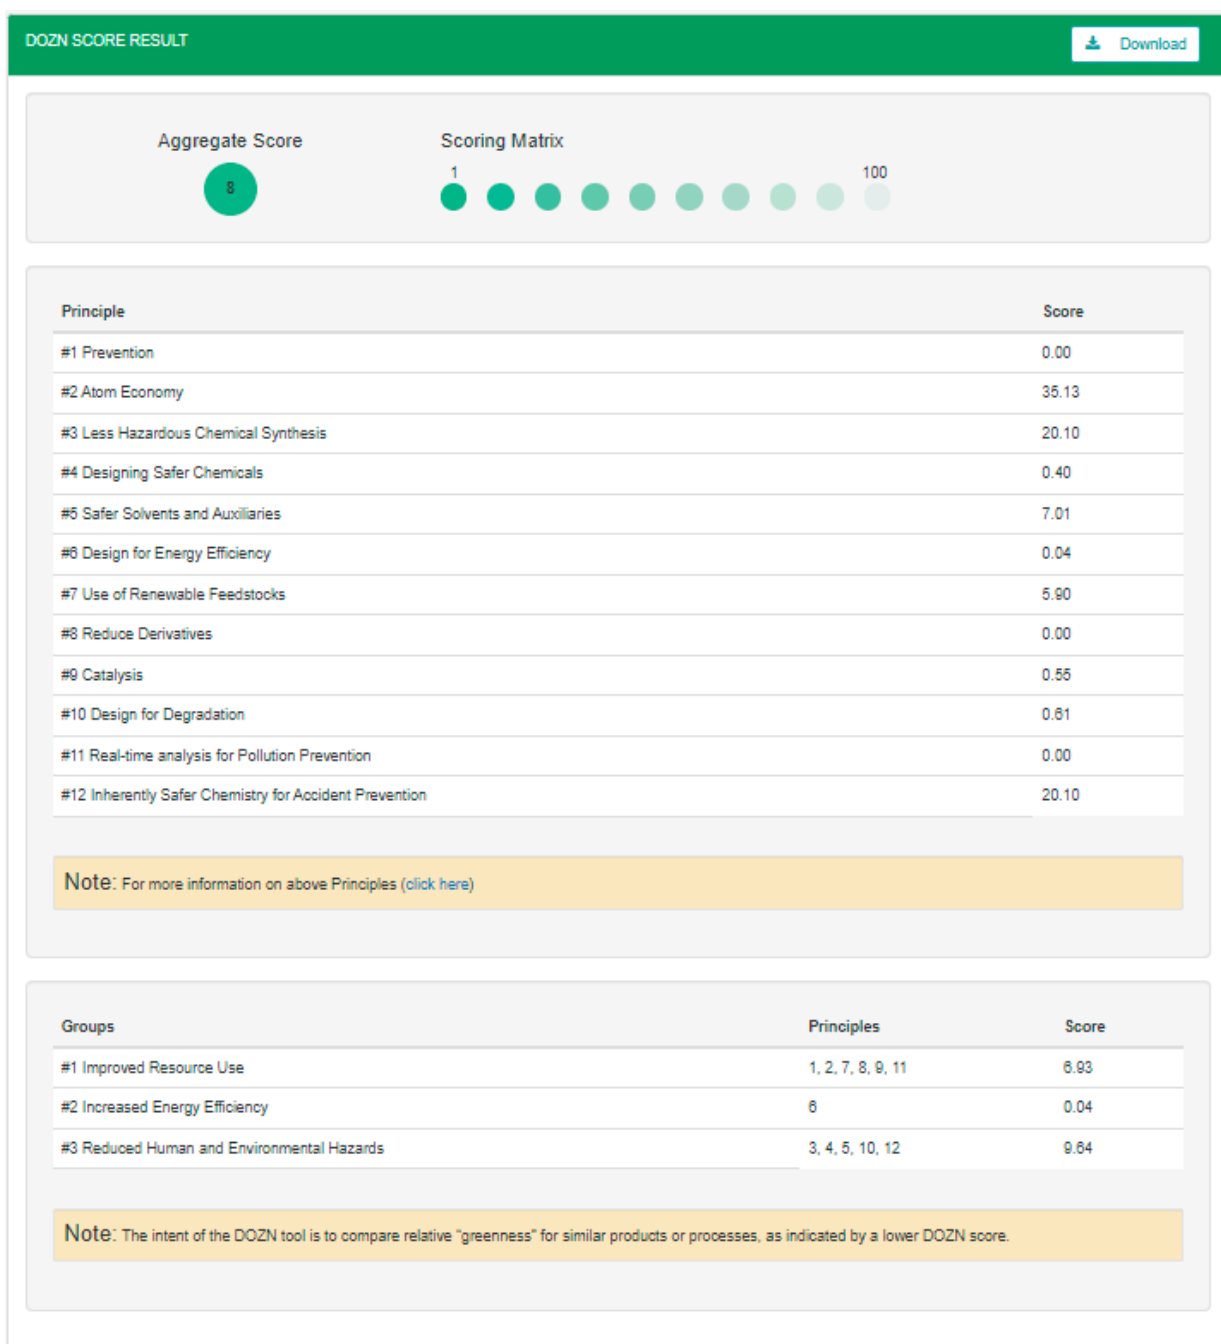 DOZN SCORE RESULT
Download
Aggregate Score
8
Scoring Matrix
1
100
Principle Score
#1 Prevention 0.00
#2 Atom Economy 35.13
#3 Less Hazardous Chemical Synthesis 20.10
#4 Designing Safer Chemicals 0.40
#5 Safer Solvents and Auxiliaries 7.01
#6 Design for Energy Efficiency 0.04
#7 Use of Renewable Feedstocks 5.90
#8 Reduce Derivatives 0.00
#9 Catalysis 0.55
#10 Design for Degradation 0.61
#11 Real-time analysis for Pollution Prevention 0.00
#12 Inherently Safer Chemistry for Accident Prevention 20.10
Note: For more information on above Principles (click here)
Groups Principles Score
#1 Improved Resource Use 1, 2, 7, 8, 9, 11 6.93
#2 Increased Energy Efficiency 6 0.04
#3 Reduced Human and Environmental Hazards 3, 4, 5, 10, 12 9.64
Note: The intent of the DOZN tool is to compare relative "greenness" for similar products or processes, as indicated by a lower DOZN score.